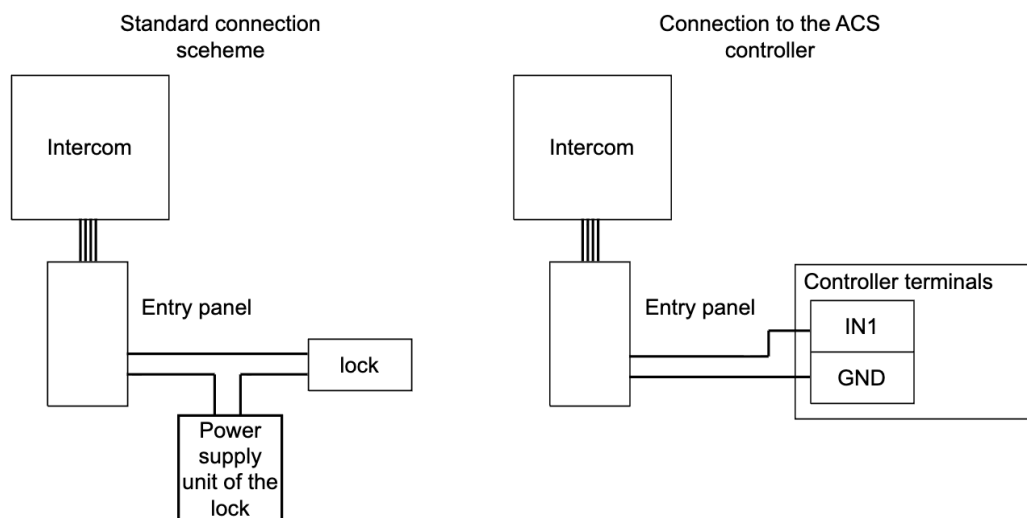 Standard connection
sceheme
Intercom
Entry panel
lock
Power
supply
unit of the
lock
Connection to the ACS
controller
Intercom
Entry panel
Controller terminals
IN1
GND